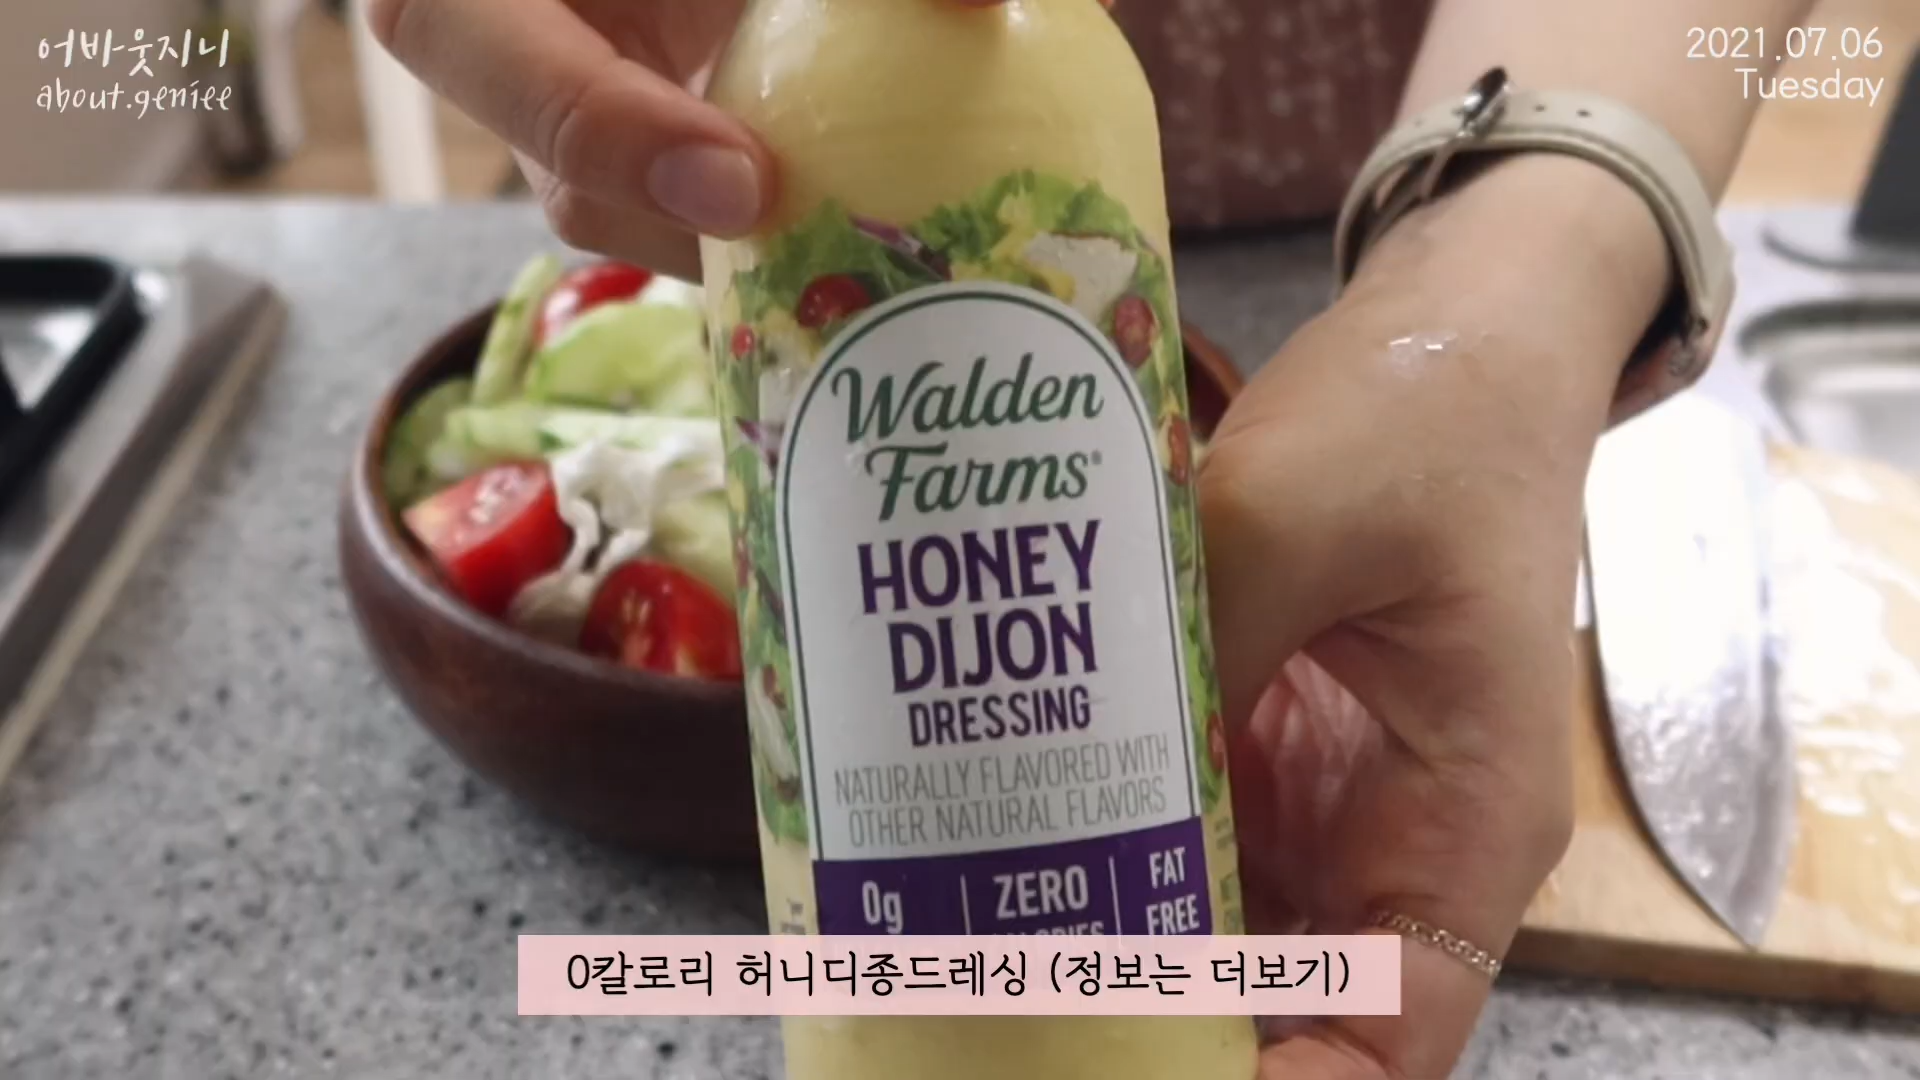 어바웃지니
about.geniee
2021.07.06
Tuesday
Walden
Farms®
HONEY
DIJON
DRESSING
NATURALLY FLAVORED WITH
OTHER NATURAL FLAVORS
0g
ZERO
CALORIES
FAT
FREE
0칼로리 허니디종드레싱 (정보는 더보기)